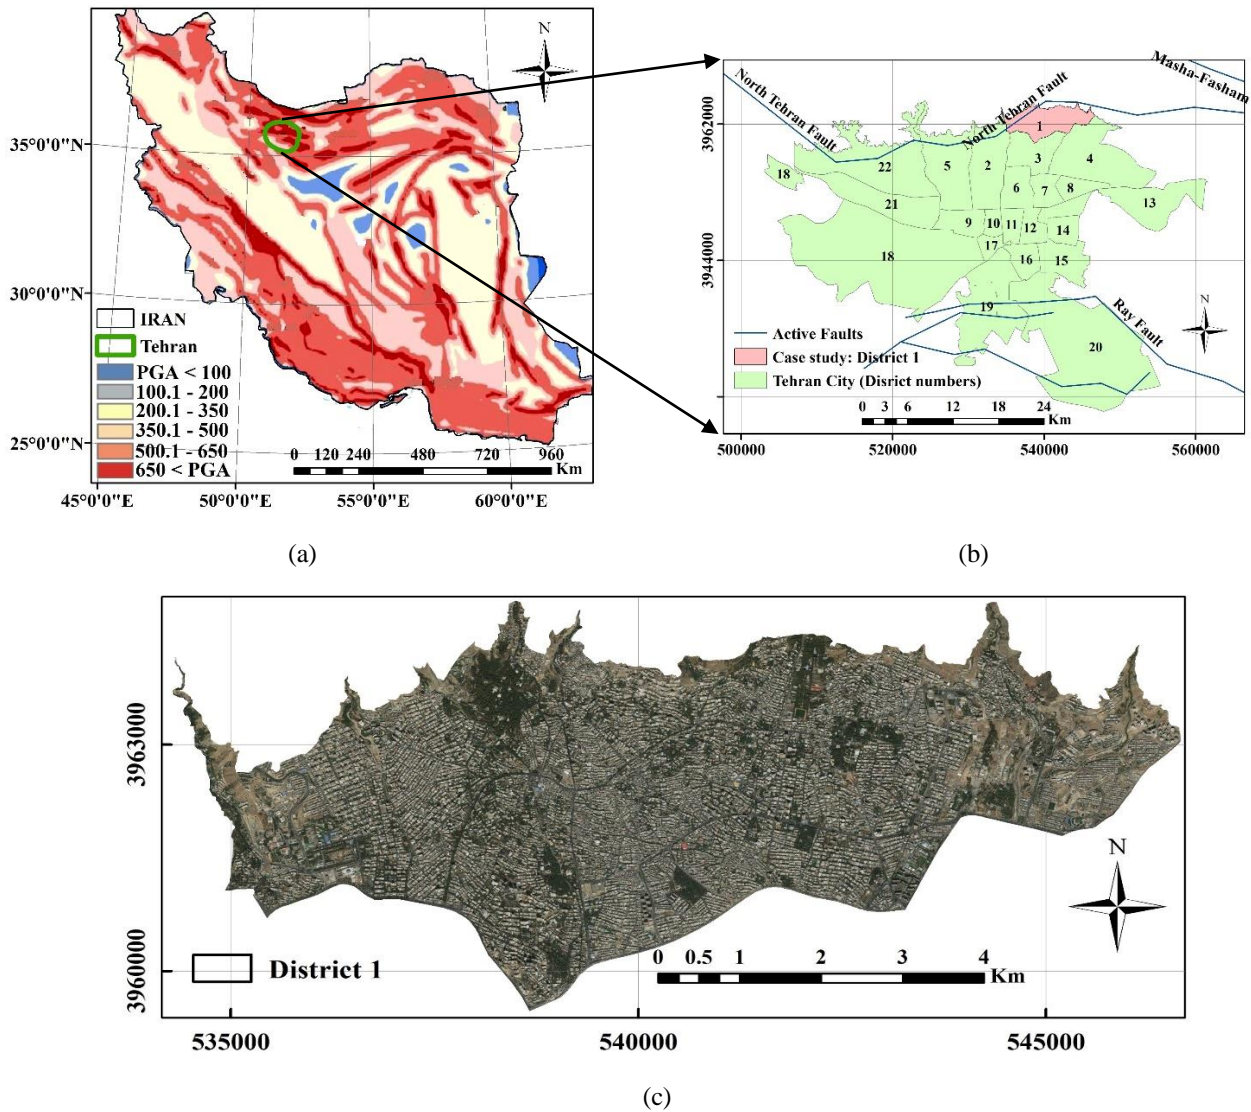 N
35°0'0"N
30°0'0"N
25°0'0"N
IRAN
Tehran
PGA < 100
100.1 - 200
200.1 - 350
350.1 - 500
500.1 - 650
650 < PGA
0 120 240 480 720 960
Km
45°0'0"E 50°0'0"E 55°0'0"E 60°0'0"E
(a)
Masha-Fasham
North Tehran Fault
North Tehran Fault
3962000
3944000
1
2
3
4
5
22
18
6
7
8
13
21
9
10
11
12
14
17
18
16
15
19
20
Ray Fault
N
Active Faults
Case study: District 1
Tehran City (Disrict numbers)
0 3 6 12 18 24
Km
500000 520000 540000 560000
(b)
3963000
3960000
N
District 1
0 0.5 1 2 3 4
Km
535000 540000 545000
(c)